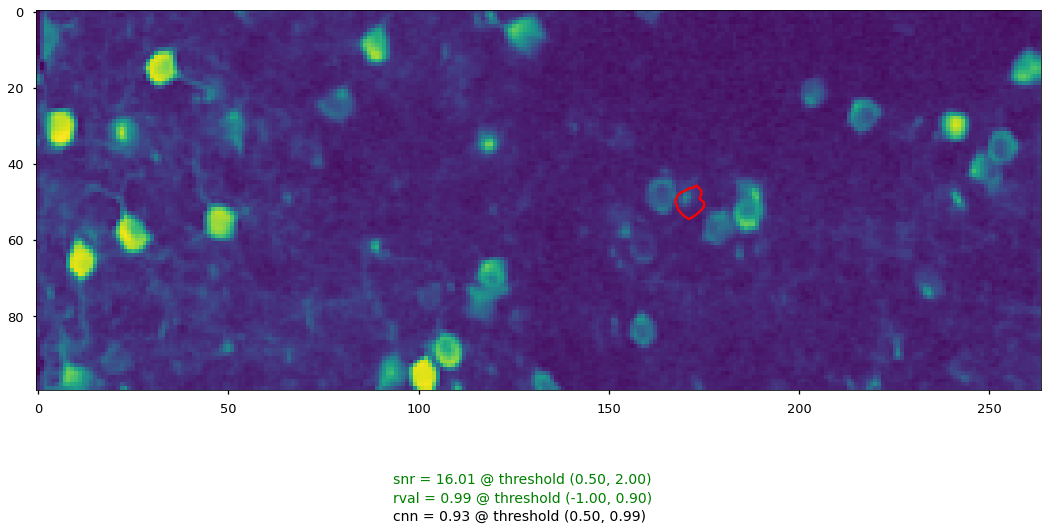 0
20
40
60
80
0 50 100 150 200 250
snr = 16.01 @ threshold (0.50, 2.00)
rval = 0.99 @ threshold (-1.00, 0.90)
cnn = 0.93 @ threshold (0.50, 0.99)